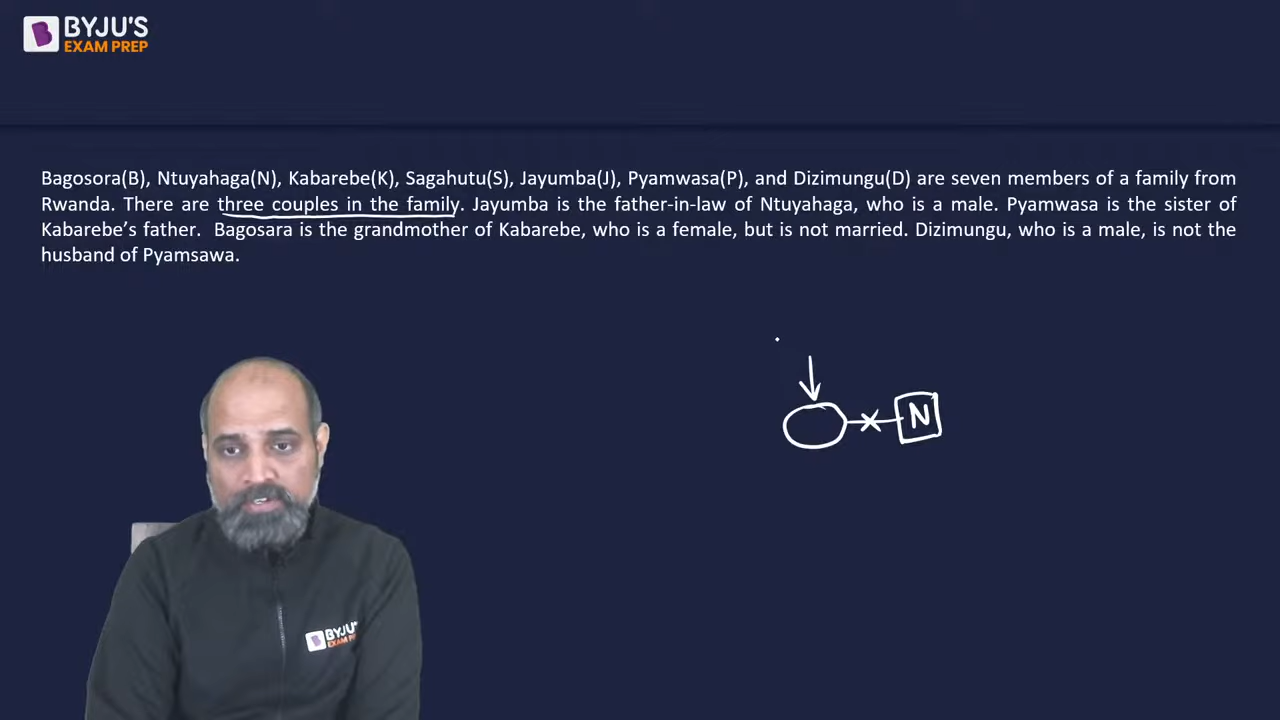 BYJU'S
EXAM PREP
Bagosora(B), Ntuyahaga(N), Kabarebe(K), Sagahutu(S), Jayumba(J), Pyamwasa(P), and Dizimungu(D) are seven members of a family from
Rwanda. There are three couples in the family. Jayumba is the father-in-law of Ntuyahaga, who is a male. Pyamwasa is the sister of
Kabarebe's father. Bagosara is the grandmother of Kabarebe, who is a female, but is not married. Dizimungu, who is a male, is not the
husband of Pyamsawa.
N
BYJU'S
EXAM PREP